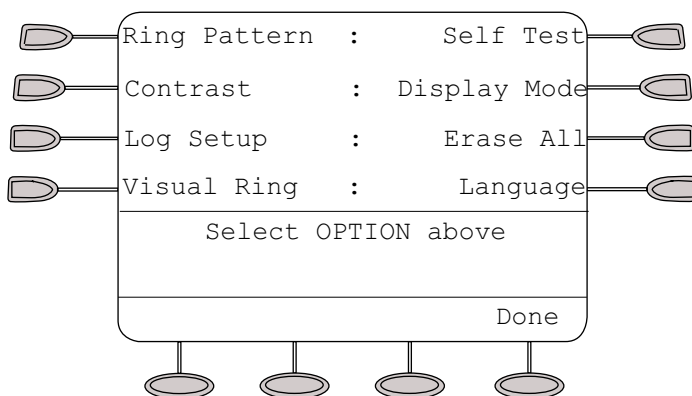 Ring Pattern : Self Test
Contrast : Display Mode
Log Setup : Erase All
Visual Ring : Language
Select OPTION above
Done